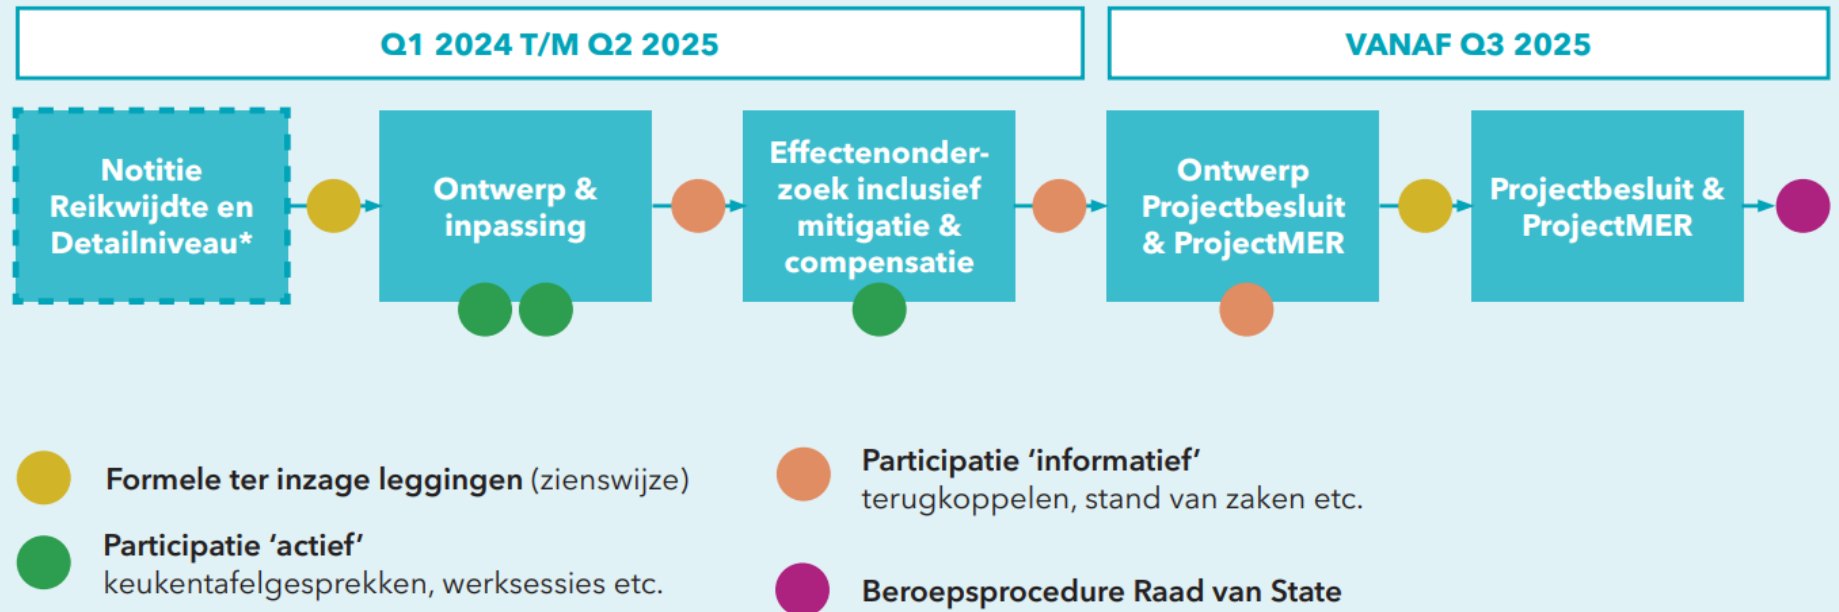 Q1 2024 T/M Q2 2025
VANAF Q3 2025
Notitie
Reikwijdte en
Detailniveau*
Ontwerp &
inpassing
Effectenonder-
zoek inclusief
mitigatie &
compensatie
Ontwerp
Projectbesluit
& ProjectMER
Projectbesluit &
ProjectMER
Formele ter inzage leggingen (zienswijze)
Participatie ‘actief’
keukentafelgesprekken, werksessies etc.
Participatie ‘informatief’
terugkoppelen, stand van zaken etc.
Beroepsprocedure Raad van State